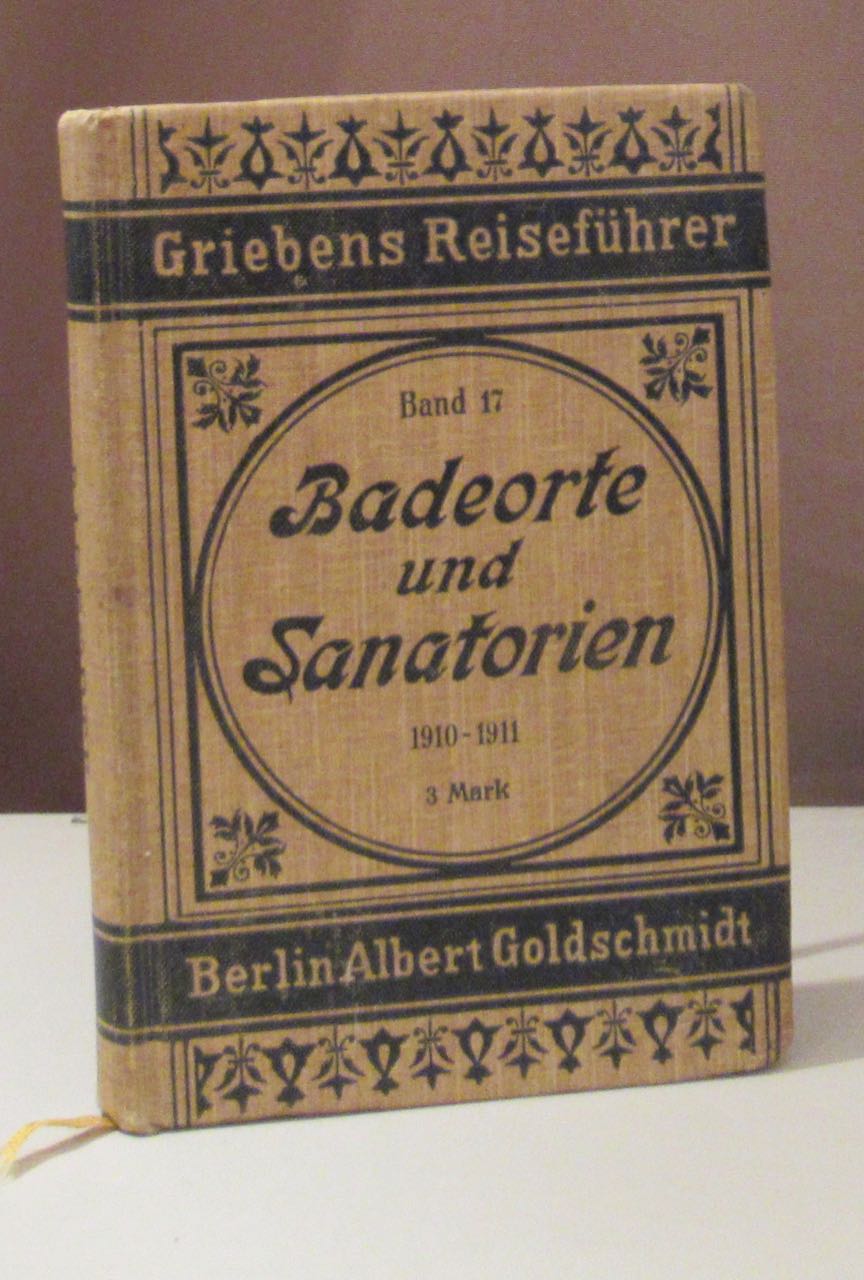 Griebens Reiseführer
Band 17
Badeorte
und
Sanatorien
1910-1911
3 Mark
Berlin Albert Goldschmidt